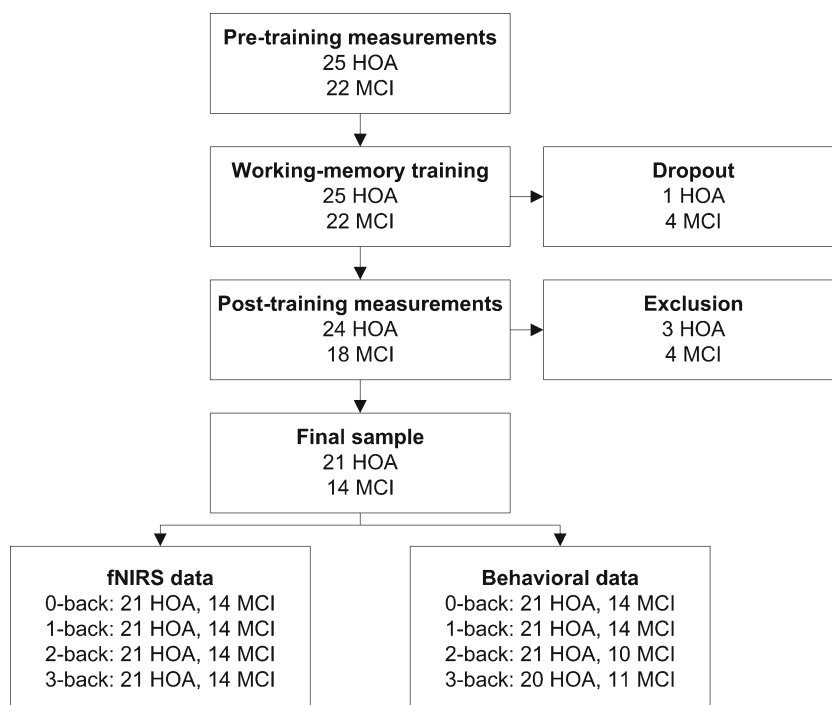 Pre-training measurements
25 HOA
22 MCI
Working-memory training
25 HOA
22 MCI
Dropout
1 HOA
4 MCI
Post-training measurements
24 HOA
18 MCI
Exclusion
3 HOA
4 MCI
Final sample
21 HOA
14 MCI
fNIRS data
0-back: 21 HOA, 14 MCI
1-back: 21 HOA, 14 MCI
2-back: 21 HOA, 14 MCI
3-back: 21 HOA, 14 MCI
Behavioral data
0-back: 21 HOA, 14 MCI
1-back: 21 HOA, 14 MCI
2-back: 21 HOA, 10 MCI
3-back: 20 HOA, 11 MCI